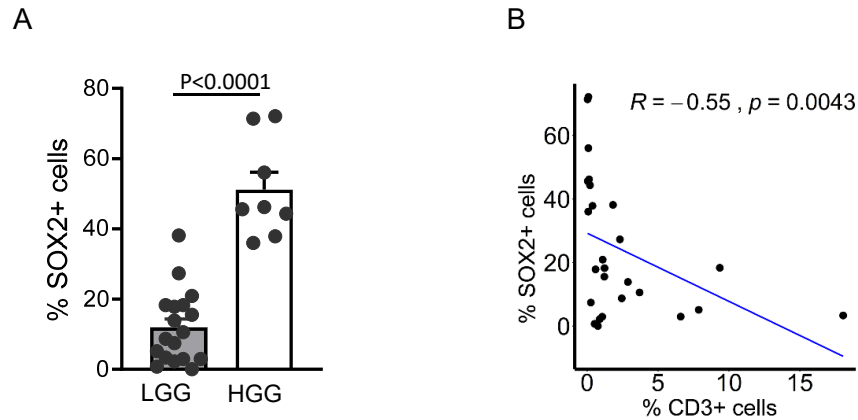 A
P<0.0001
80
60
40
20
0
% SOX2+ cells
LGG HGG
B
R = −0.55 , p = 0.0043
60
40
20
0
% SOX2+ cells
0 5 10 15
% CD3+ cells